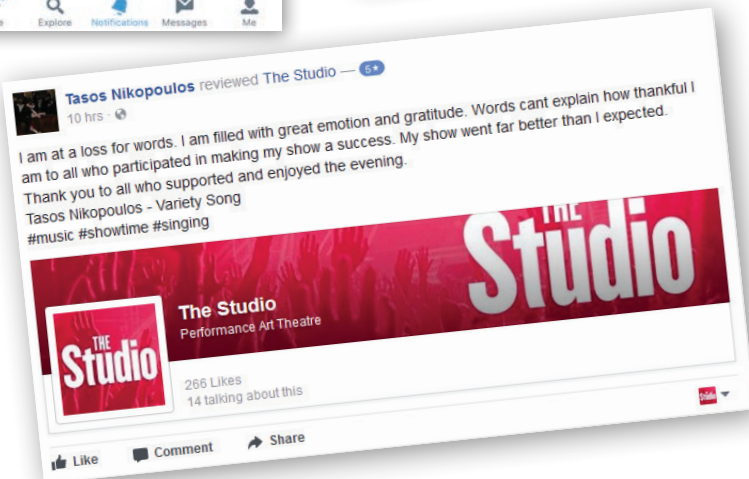 Explore Notifications Messages Me
Tasos Nikopoulos reviewed The Studio — 5★
10 hrs ·
I am at a loss for words. I am filled with great emotion and gratitude. Words cant explain how thankful I
am to all who participated in making my show a success. My show went far better than I expected.
Thank you to all who supported and enjoyed the evening.
Tasos Nikopoulos - Variety Song
#music #showtime #singing
THE
Studio
THE
Studio
The Studio
Performance Art Theatre
266 Likes
14 talking about this
Like Comment Share
Studio